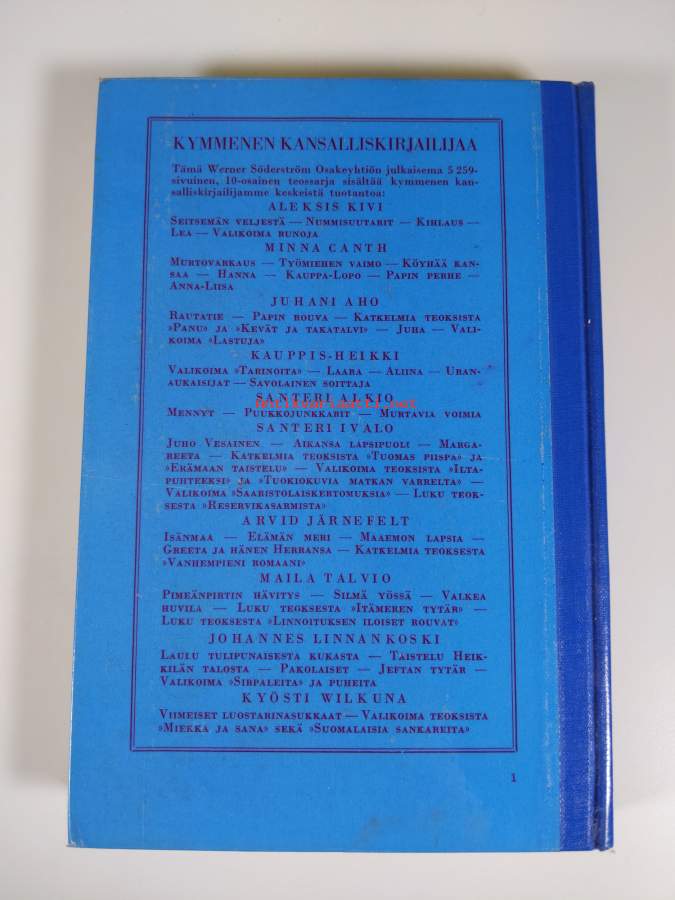 KYMMENEN KANSALLISKIRJAILIJAA
Tämä Werner Söderström Osakeyhtiön julkaisema 5 259-
sivuinen, 10-osainen teossarja sisältää kymmenen kan-
salliskirjailijamme keskeistä tuotantoa:
ALEKSIS KIVI
SEITSEMÄN VELJESTÄ — NUMMISUUTARIT — KIHLAUS —
LEA — VALIKOIMA RUNOJA
MINNA CANTH
MURTOVARKAUS — TYÖMIEHEN VAIMO — KÖYHÄÄ KAN-
SAA — HANNA — KAUPPA-LOPO — PAPIN PERHE —
ANNA-LIISA
JUHANI AHO
RAUTATIE — PAPIN ROUVA — KATKELMIA TEOKSISTA
»PANU» JA »KEVÄT JA TAKATALVI» — JUHA — VALI-
KOIMA »LASTUJA»
KAUPPIS-HEIKKI
VALIKOIMA »TARINOITA» — LAARA — ALIINA — URAN-
AUKAISIJAT — SAVOLAINEN SOITTAJA
SANTERI ALKIO
antikvariaatti.net
MENNYT — PUUKKOJUNKKARIT — MURTAVIA VOIMIA
SANTERI IVALO
JUHO VESAINEN — AIKANSA LAPSIPUOLI — MARGA-
REETA — KATKELMIA TEOKSISTA »TUOMAS PIISPA» JA
»ERÄMAAN TAISTELU» — VALIKOIMA TEOKSISTA »ILTA-
PUHTEEKSI» JA »TUOKIOKUVIA MATKAN VARRELTA» —
VALIKOIMA »SAARISTOLAISKERTOMUKSIA» — LUKU TEOK-
SESTA »RESERVIKASARMISTA»
ARVID JÄRNEFELT
ISÄNMAA — ELÄMÄN MERI — MAAEMON LAPSIA —
GREETA JA HÄNEN HERRANSA — KATKELMIA TEOKSESTA
»VANHEMPIENI ROMAANI»
MAILA TALVIO
PIMEÄNPIRTIN HÄVITYS — SILMÄ YÖSSÄ — VALKEA
HUVILA — LUKU TEOKSESTA »ITÄMEREN TYTÄR» —
LUKU TEOKSESTA »LINNOITUKSEN ILOISET ROUVAT»
JOHANNES LINNANKOSKI
LAULU TULIPUNAISESTA KUKASTA — TAISTELU HEIK-
KILÄN TALOSTA — PAKOLAISET — JEFTAN TYTÄR —
VALIKOIMA »SIRPALEITA» JA PUHEITA
KYÖSTI WILKUNA
VIIMEISET LUOSTARINASUKKAAT — VALIKOIMA TEOKSISTA
»MIEKKA JA SANA» SEKÄ »SUOMALAISIA SANKAREITA»
1